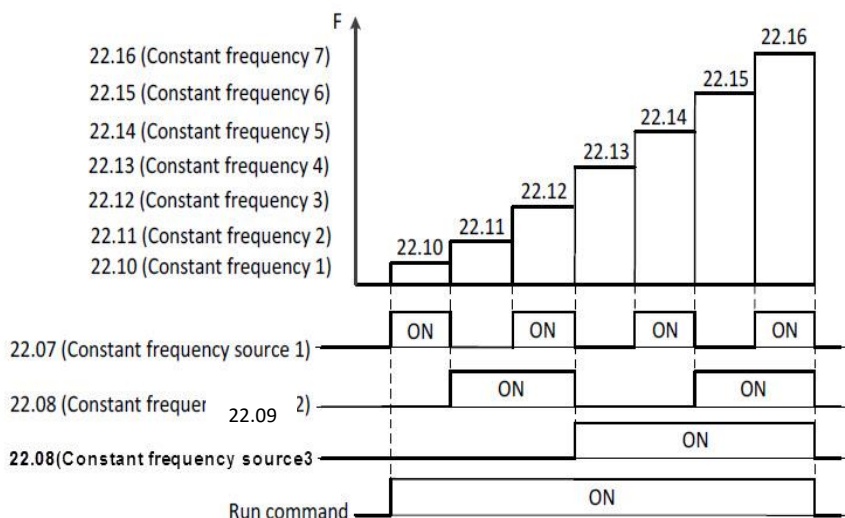 F
22.16 (Constant frequency 7)
22.15 (Constant frequency 6)
22.14 (Constant frequency 5)
22.13 (Constant frequency 4)
22.12 (Constant frequency 3)
22.11 (Constant frequency 2)
22.10 (Constant frequency 1)
22.10
22.11
22.12
22.13
22.14
22.15
22.16
22.07 (Constant frequency source 1)
ON ON ON ON
22.08 (Constant frequen 2)
ON ON
22.09
22.08(Constant frequency source3
ON
Run command
ON